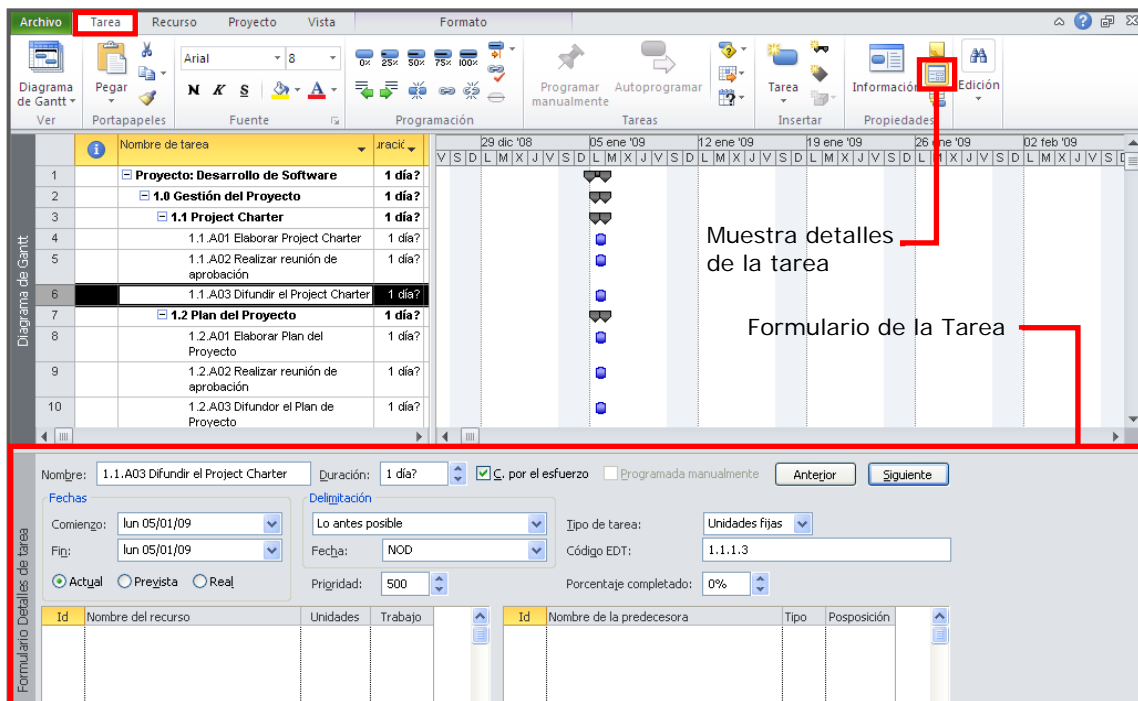 Archivo Tarea Recurso Proyecto Vista Formato
Diagrama de Gantt
Pegar
Arial 8
N K S A
0% 25% 50% 75% 100%
Programar manualmente
Autoprogramar
Tarea
Información
Edición
Ver Portapapeles Fuente Programación Tareas Insertar Propiedades
Nombre de tarea
29 dic '08 05 ene '09 12 ene '09 19 ene '09 26 ene '09 02 feb '09
V S D L M X J V S D L M X J V S D L M X J V S D L M X J V S D L M X J V S D L M X J V S D
1 Proyecto: Desarrollo de Software 1 día?
2 1.0 Gestión del Proyecto 1 día?
3 1.1 Project Charter 1 día?
4 1.1.A01 Elaborar Project Charter 1 día?
5 1.1.A02 Realizar reunión de 1 día?
aprobación
6 1.1.A03 Difundir el Project Charter 1 día?
7 1.2 Plan del Proyecto 1 día?
8 1.2.A01 Elaborar Plan del 1 día?
Proyecto
9 1.2.A02 Realizar reunión de 1 día?
aprobación
10 1.2.A03 Difundor el Plan de 1 día?
Proyecto
Diagrama de Gantt
Muestra detalles
de la tarea
Formulario de la Tarea
Nombre: 1.1.A03 Difundir el Project Charter Duración: 1 día? C. por el esfuerzo Programada manualmente Anterior Siguiente
Fechas Delimitación
Comienzo: lun 05/01/09 Lo antes posible Tipo de tarea: Unidades fijas
Fin: lun 05/01/09 Fecha: NOD Código EDT: 1.1.1.3
Actual Prevista Real Prioridad: 500 Porcentaje completado: 0%
Id Nombre del recurso Unidades Trabajo Id Nombre de la predecesora Tipo Posposición
Formulario Detalles de tarea